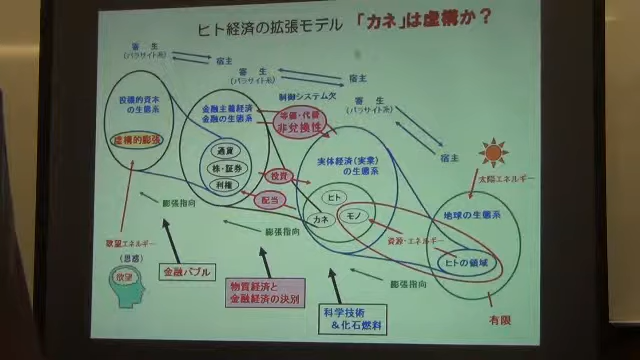 ヒト経済の拡張モデル 「カネ」は虚構か？
寄 生
(パラサイト系)
宿主
寄 生
(パラサイト系)
宿主
寄 生
(パラサイト系)
宿主
投機的資本
の生態系
虚構的膨張
金融主義経済
金融の生態系
通貨
株・証券
利権
制御システム欠
等価・代替
非兌換性
投資
配当
実体経済(実業)
の生態系
ヒト
カネ
モノ
太陽エネルギー
地球の生態系
資源・エネルギー
ヒトの領域
有限
膨張指向
膨張指向
膨張指向
欲望エネルギー
(思惑)
欲望
金融バブル
物質経済と
金融経済の決別
科学技術
＆化石燃料